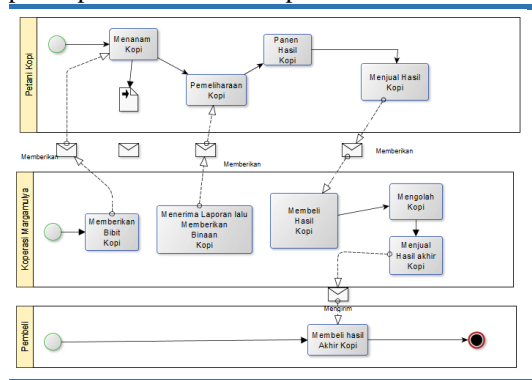 Petani Kopi
Menanam
Kopi
Pemeliharaan
Kopi
Panen
Hasil
Kopi
Menjual Hasil
Kopi
Memberikan
Memberikan
Memberikan
Koperasi Margamulya
Memberikan
Bibit
Kopi
Menerima Laporan lalu
Memberikan
Binaan
Kopi
Membeli
Hasil
Kopi
Mengolah
Kopi
Menjual
Hasil akhir
Kopi
Mengirim
Pembeli
Membeli hasil
Akhir Kopi